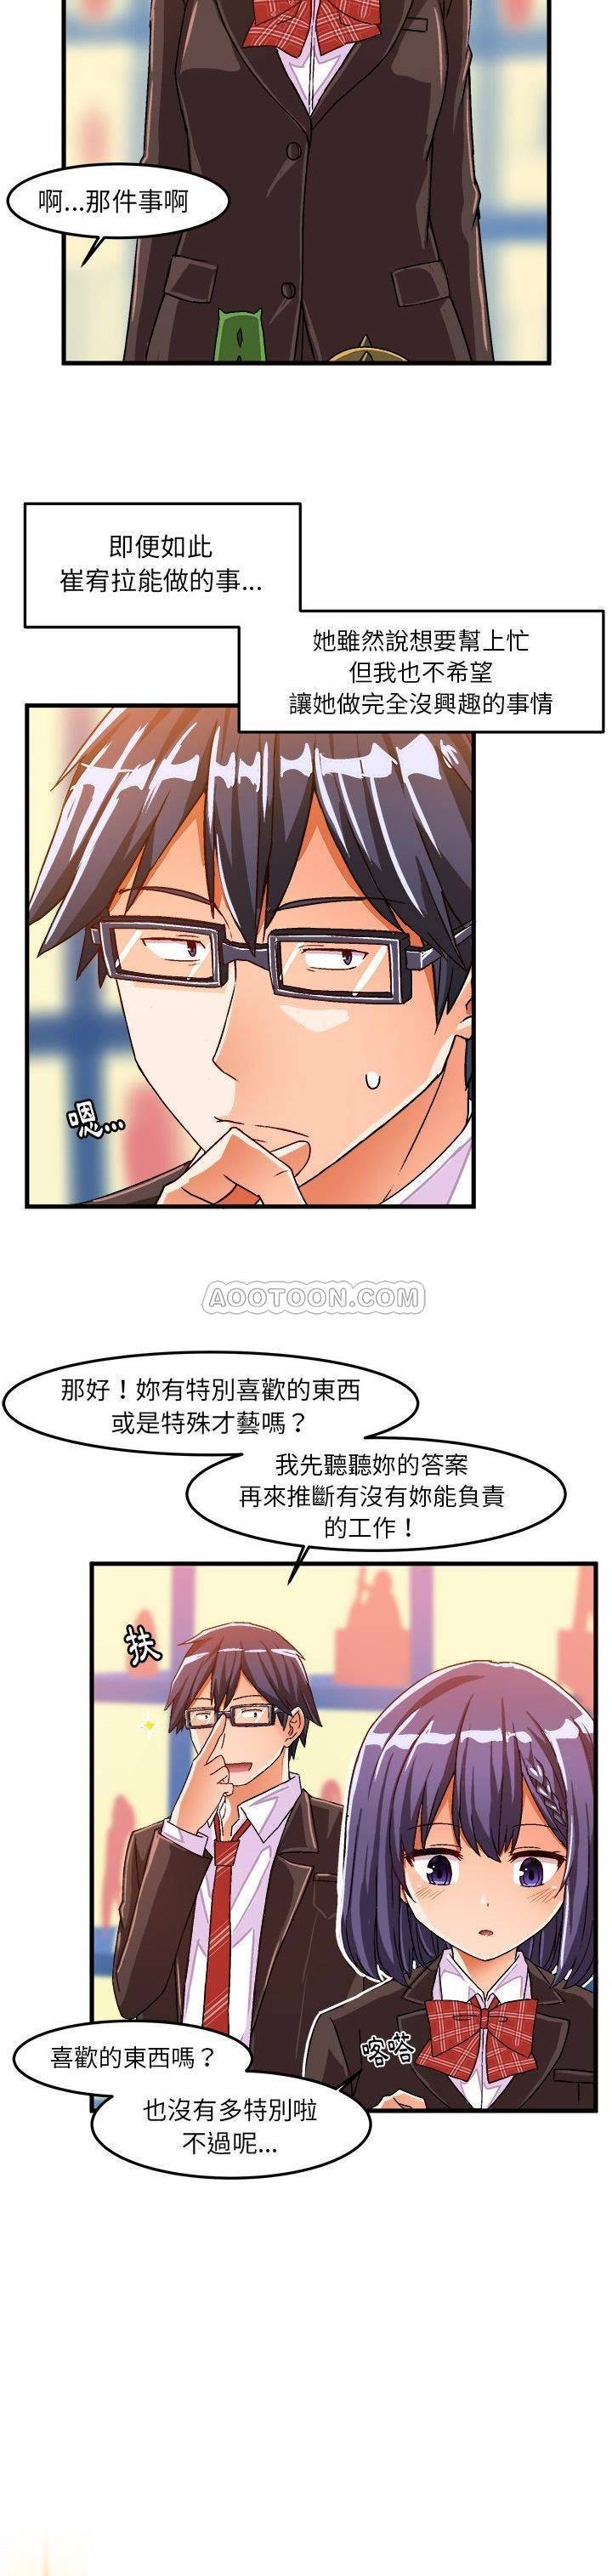 啊...那件事啊
即便如此
崔宥拉能做的事...
她雖然說想要幫上忙
但我也不希望
讓她做完全沒興趣的事情
嗯...
AOOTOON.COM
那好！妳有特別喜歡的東西
或是特殊才藝嗎？
我先聽聽妳的答案
再來推斷有沒有妳能負責
的工作！
扶
喀嗒
喜歡的東西嗎？
也沒有多特別啦
不過呢...